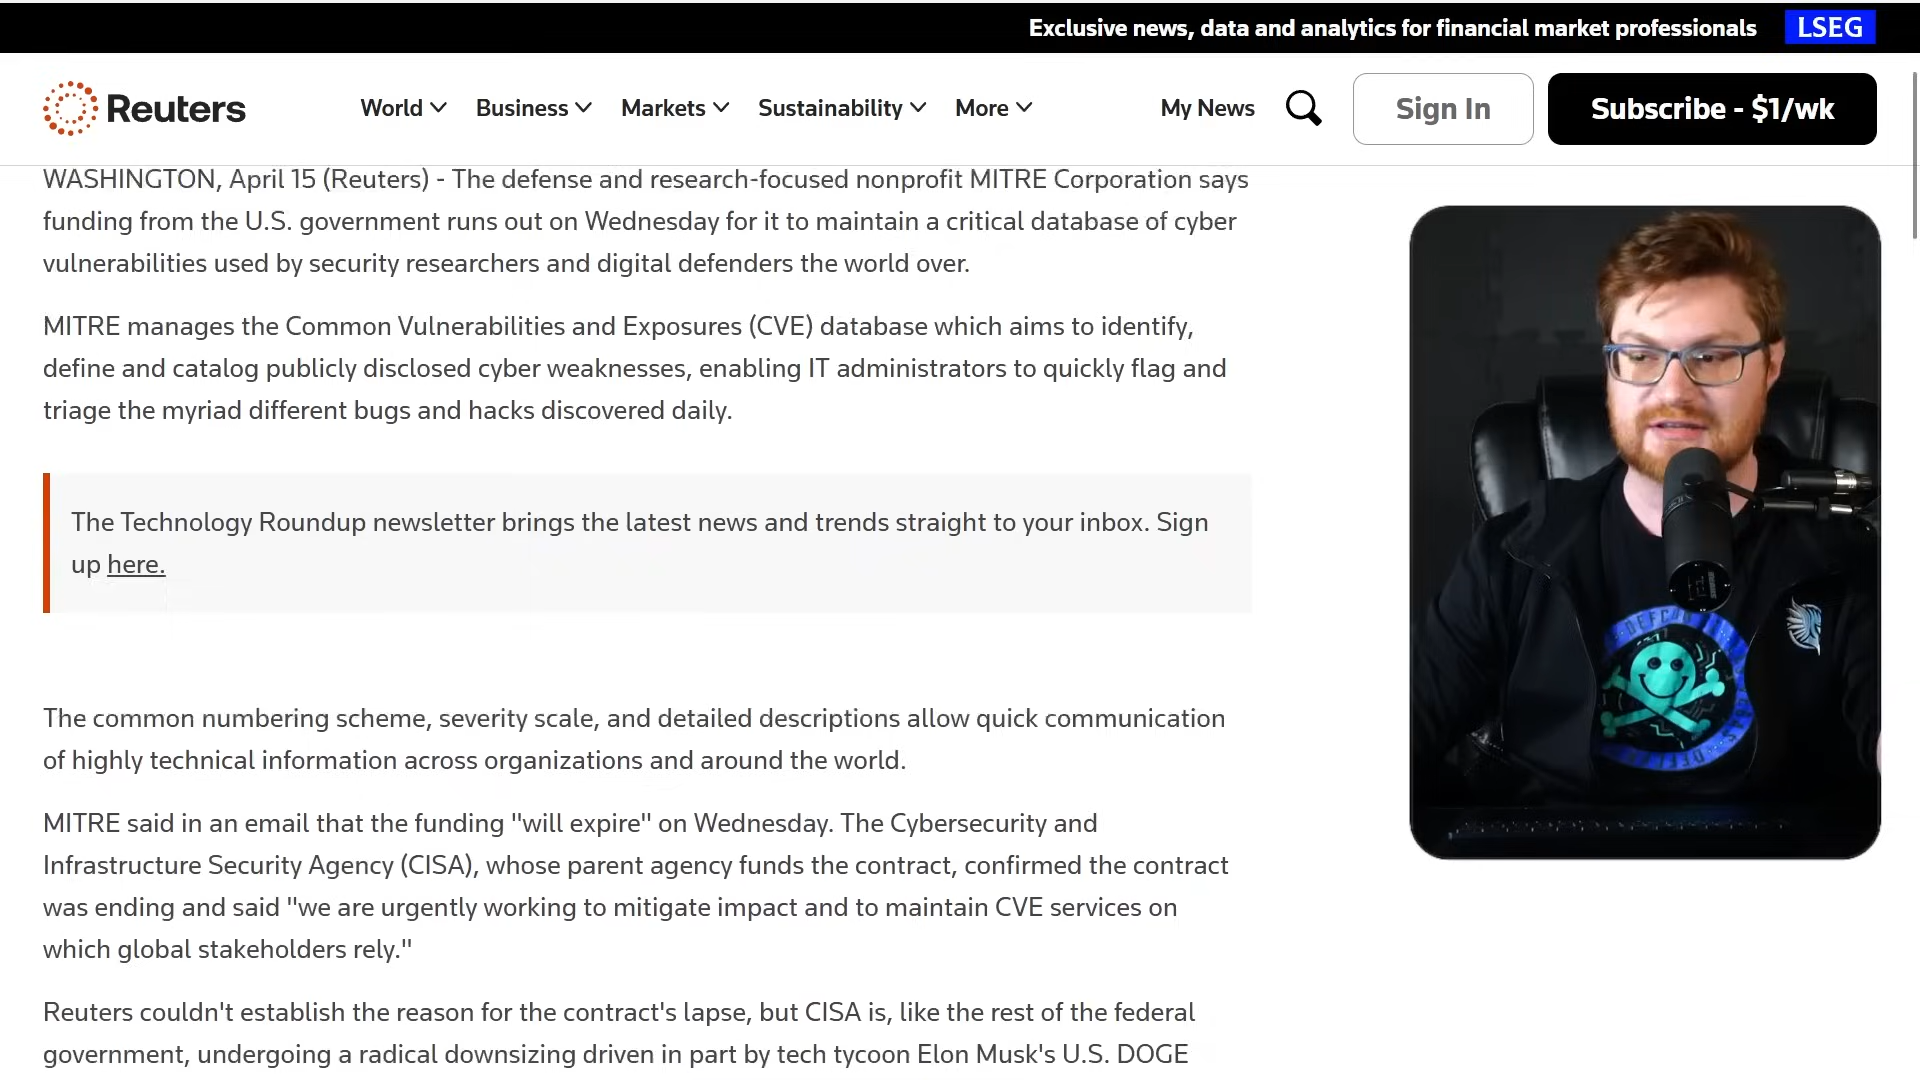 Exclusive news, data and analytics for financial market professionals LSEG
Reuters World Business Markets Sustainability More My News Sign In Subscribe - $1/wk
WASHINGTON, April 15 (Reuters) - The defense and research-focused nonprofit MITRE Corporation says
funding from the U.S. government runs out on Wednesday for it to maintain a critical database of cyber
vulnerabilities used by security researchers and digital defenders the world over.
MITRE manages the Common Vulnerabilities and Exposures (CVE) database which aims to identify,
define and catalog publicly disclosed cyber weaknesses, enabling IT administrators to quickly flag and
triage the myriad different bugs and hacks discovered daily.
The Technology Roundup newsletter brings the latest news and trends straight to your inbox. Sign
up here.
The common numbering scheme, severity scale, and detailed descriptions allow quick communication
of highly technical information across organizations and around the world.
MITRE said in an email that the funding "will expire" on Wednesday. The Cybersecurity and
Infrastructure Security Agency (CISA), whose parent agency funds the contract, confirmed the contract
was ending and said "we are urgently working to mitigate impact and to maintain CVE services on
which global stakeholders rely."
Reuters couldn't establish the reason for the contract's lapse, but CISA is, like the rest of the federal
government, undergoing a radical downsizing driven in part by tech tycoon Elon Musk's U.S. DOGE
SHURE
DEFCON